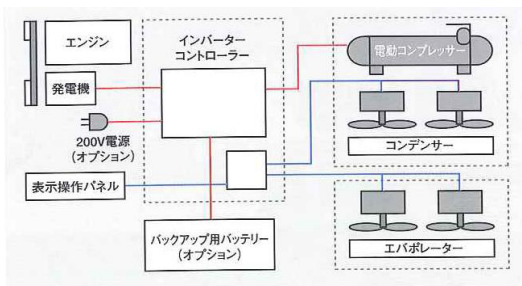 エンジン
インバーター
コントローラー
電動コンプレッサー
発電機
200V電源
(オプション)
コンデンサー
表示操作パネル
バックアップ用バッテリー
(オプション)
エバポレーター